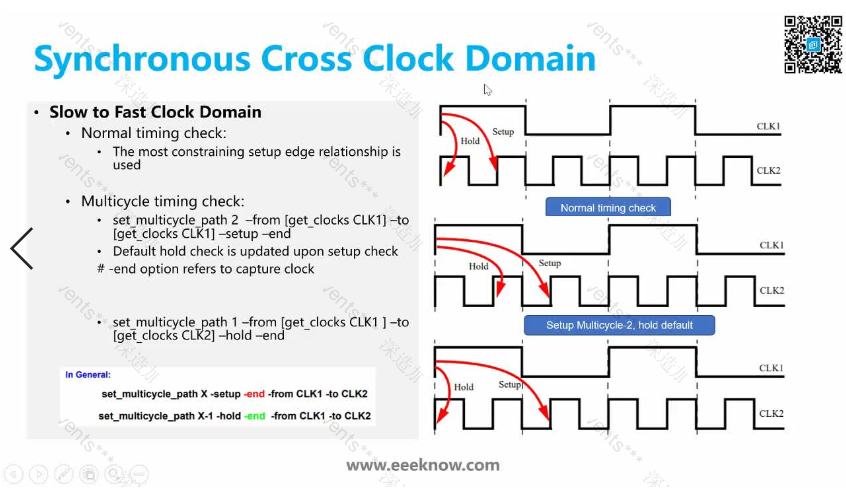 Synchronous Cross Clock Domain
• Slow to Fast Clock Domain
• Normal timing check:
• The most constraining setup edge relationship is
used
• Multicycle timing check:
• set_multicycle_path 2 –from [get_clocks CLK1] –to
[get_clocks CLK1] –setup –end
• Default hold check is updated upon setup check
# -end option refers to capture clock
• set_multicycle_path 1 –from [get_clocks CLK1 ] –to
[get_clocks CLK2] –hold –end
In General:
set_multicycle_path X -setup -end -from CLK1 -to CLK2
set_multicycle_path X-1 -hold -end -from CLK1 -to CLK2
Setup
Hold
CLK1
CLK2
Normal timing check
CLK1
Hold
Setup
CLK2
Setup Multicycle-2, hold default
CLK1
Hold
Setup
CLK2
www.eeeknow.com